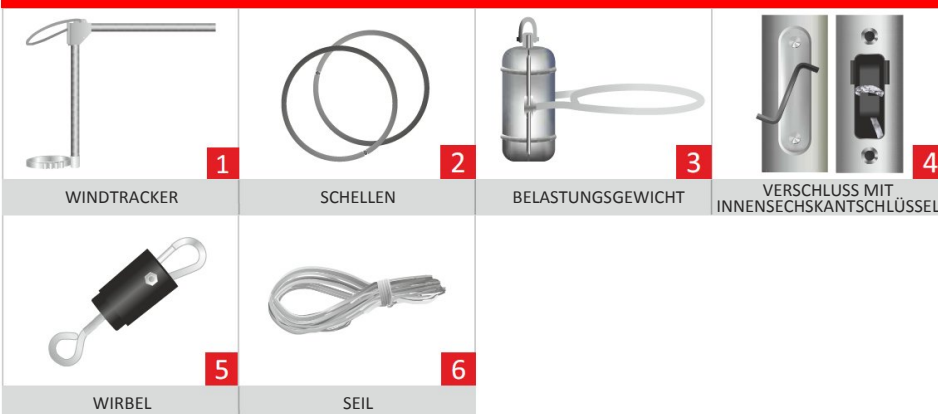 1
2
3
4
WINDTRACKER
SCHELLEN
BELASTUNGSGEWICHT
VERSCHLUSS MIT
INNENSECHSKANTSCHLÜSSEL
5
6
WIRBEL
SEIL